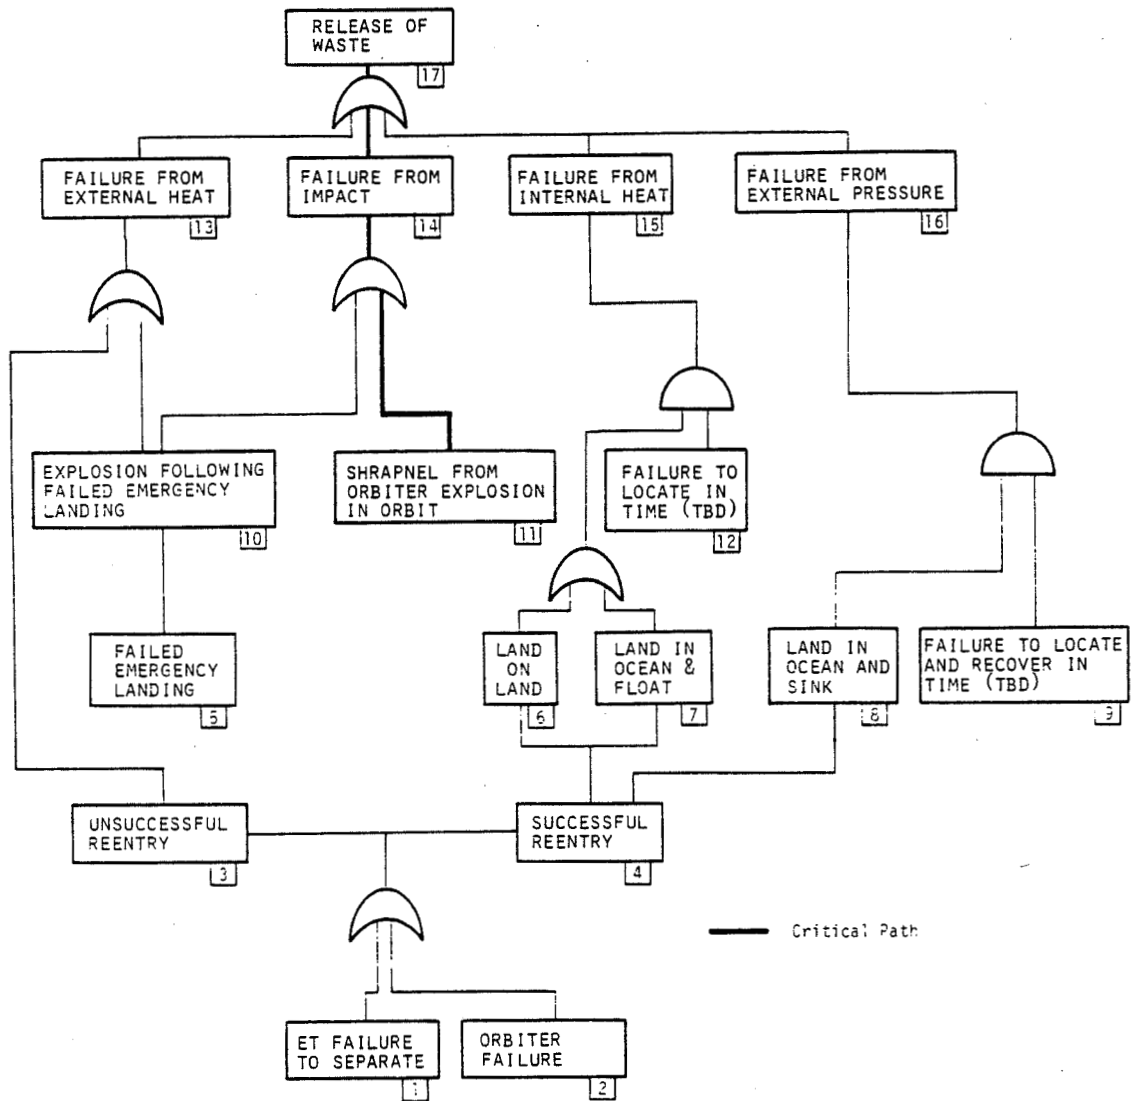 RELEASE OF
WASTE
17
FAILURE FROM
EXTERNAL HEAT
13
FAILURE FROM
IMPACT
14
FAILURE FROM
INTERNAL HEAT
15
FAILURE FROM
EXTERNAL PRESSURE
16
EXPLOSION FOLLOWING
FAILED EMERGENCY
LANDING
10
SHRAPNEL FROM
ORBITER EXPLOSION
IN ORBIT
11
FAILURE TO
LOCATE IN
TIME (TBD)
12
FAILED
EMERGENCY
LANDING
5
LAND
ON
LAND
6
LAND IN
OCEAN &
FLOAT
7
LAND IN
OCEAN AND
SINK
8
FAILURE TO LOCATE
AND RECOVER IN
TIME (TBD)
9
UNSUCCESSFUL
REENTRY
3
SUCCESSFUL
REENTRY
4
Critical Path
ET FAILURE
TO SEPARATE
1
ORBITER
FAILURE
2